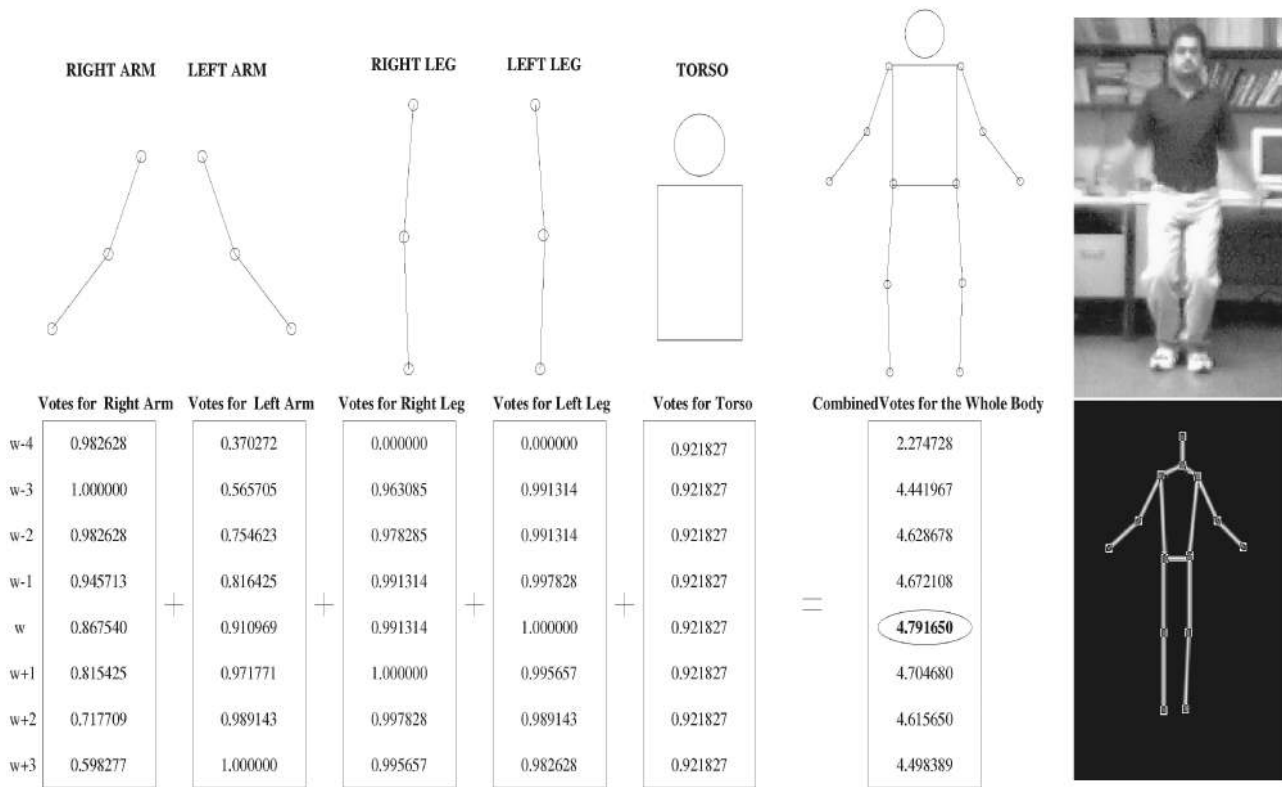 RIGHT ARM LEFT ARM RIGHT LEG LEFT LEG TORSO
Votes for Right Arm Votes for Left Arm Votes for Right Leg Votes for Left Leg Votes for Torso CombinedVotes for the Whole Body
w-4 0.982628 0.370272 0.000000 0.000000 0.921827 2.274728
w-3 1.000000 0.565705 0.963085 0.991314 0.921827 4.441967
w-2 0.982628 0.754623 0.978285 0.991314 0.921827 4.628678
w-1 0.945713 0.816425 0.991314 0.997828 0.921827 4.672108
+ + + + =
w 0.867540 0.910969 0.991314 1.000000 0.921827 4.791650
w+1 0.815425 0.971771 1.000000 0.995657 0.921827 4.704680
w+2 0.717709 0.989143 0.997828 0.989143 0.921827 4.615650
w+3 0.598277 1.000000 0.995657 0.982628 0.921827 4.498389